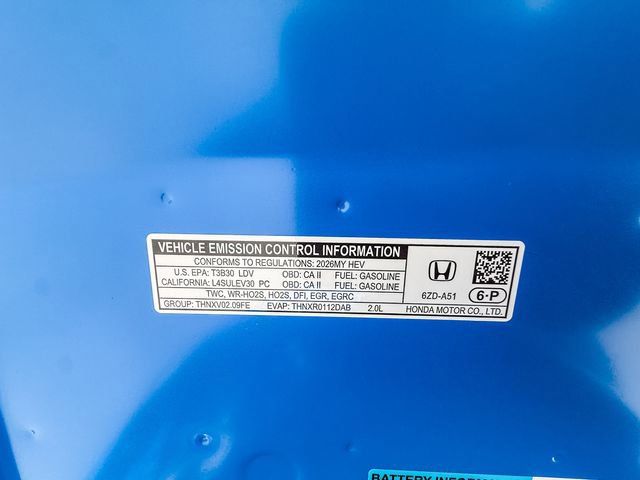 VEHICLE EMISSION CONTROL INFORMATION
CONFORMS TO REGULATIONS: 2026MY HEV
U.S. EPA: T3B30 LDV OBD: CA II FUEL: GASOLINE
CALIFORNIA: L4SULEV30 PC OBD: CA II FUEL: GASOLINE
TWC, WR-HO2S, HO2S, DFI, EGR, EGRC
GROUP: THNXV02.09FE EVAP: THNXR0112DAB 2.0L
6ZD-A51
6-P
HONDA MOTOR CO., LTD.
BATTERY